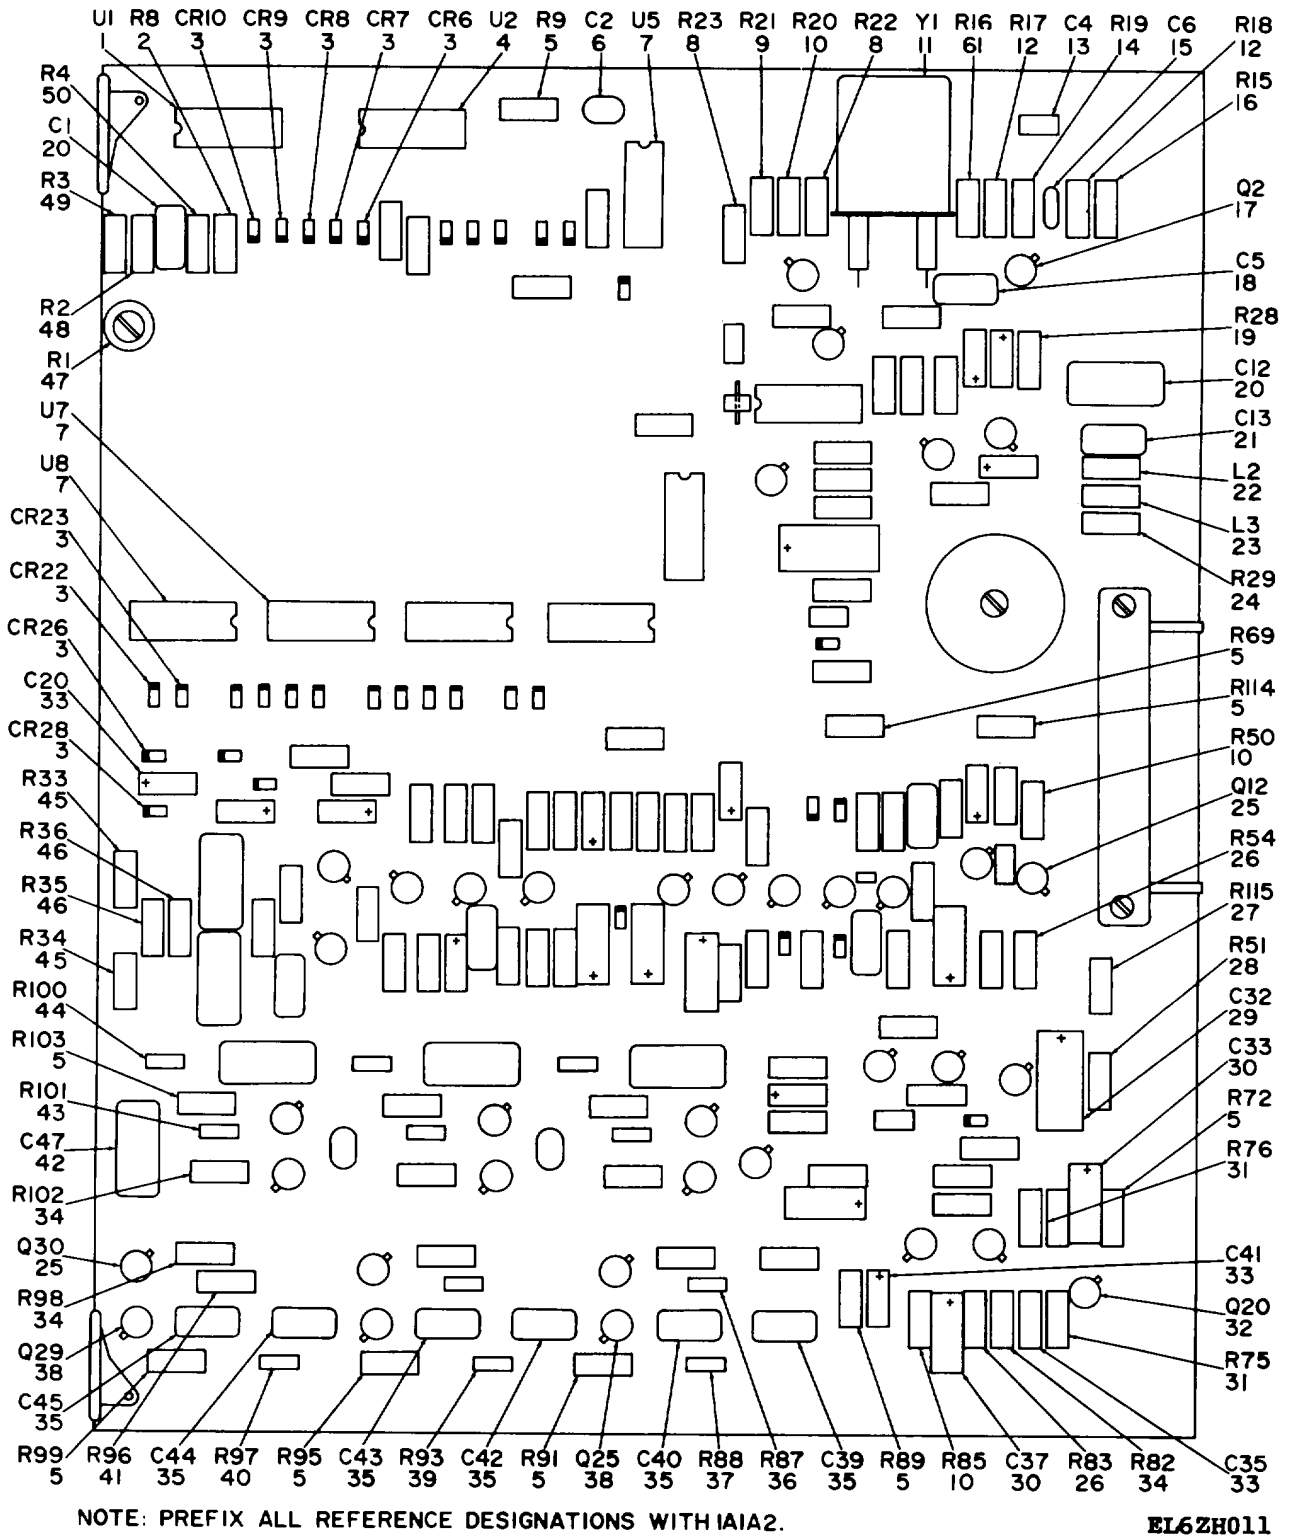 U1 R8 CR10 CR9 CR8 CR7 CR6 U2 R9 C2 U5 R23 R21 R20 R22 Y1 R16 R17 C4 R19 C6 R18
1 2 3 3 3 3 3 4 5 6 7 8 9 10 8 11 61 12 13 14 15 12
R4
50
C1
20
R3
49
R2
48
R1
47
U7
7
U8
7
CR23
3
CR22
3
CR26
3
C20
33
CR28
3
R33
45
R36
46
R35
46
R34
45
R100
44
R103
5
R101
43
C47
42
R102
34
Q30
25
R98
34
Q29
38
C45
35
R15
16
Q2
17
C5
18
R28
19
C12
20
C13
21
L2
22
L3
23
R29
24
R69
5
R114
5
R50
10
Q12
25
R54
26
R115
27
R51
28
C32
29
C33
30
R72
5
R76
31
C41
33
Q20
32
R75
31
R99 R96 C44 R97 R95 C43 R93 C42 R91 Q25 C40 R88 R87 C39 R89 R85 C37 R83 R82 C35
5 41 35 40 5 35 39 35 5 38 35 37 36 35 5 10 30 26 34 33
NOTE: PREFIX ALL REFERENCE DESIGNATIONS WITH 1A1A2.
EL6ZH011